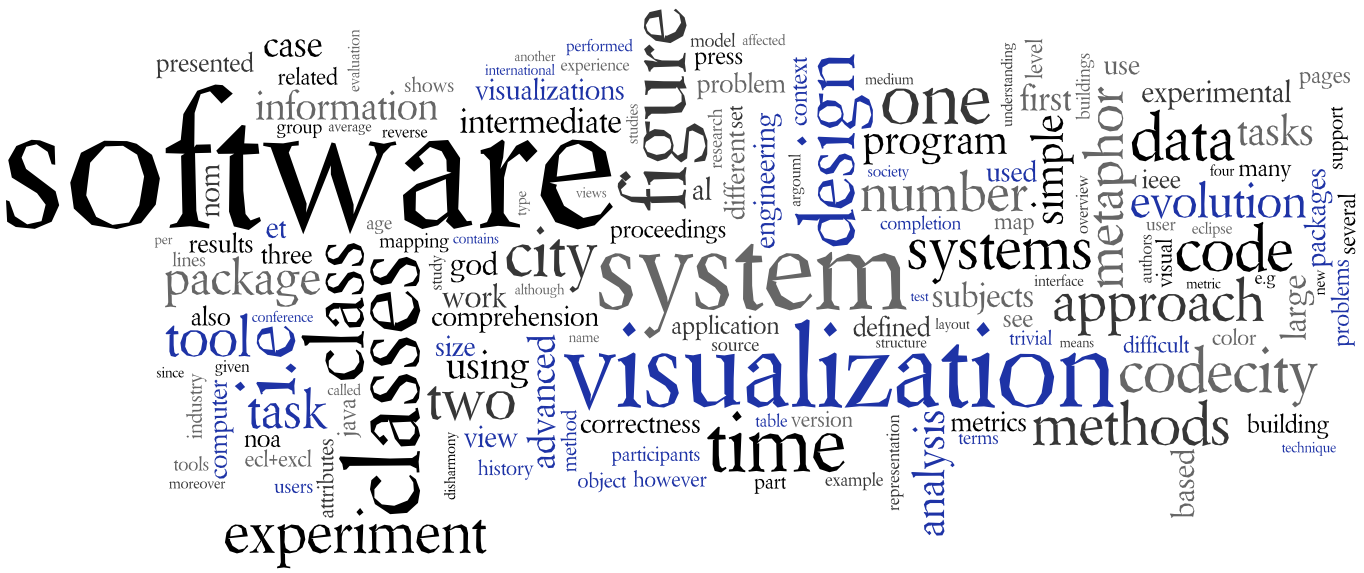 software
visualization
system
figure
design
one
program
number
systems
city
classes
class
experiment
time
methods
codecity
approach
code
evolution
data
tasks
metaphor
simple
experimental
pages
support
several
packages
problems
new
large
e.g
metric
visual
authors
user
eclipse
ieee
four
many
use
buildings
level
understanding
first
overview
map
used
society
completion
medium
context
argouml
engineering
different
set
research
problem
press
model
affected
al
proceedings
studies
views
type
performed
another
international
experience
visualizations
intermediate
shows
evaluation
case
related
presented
information
group
average
reverse
nom
et
age
per
results
three
lines
mapping
contains
package
god
study
work
although
comprehension
also
conference
tool
i.e
size
name
using
since
given
task
called
java
two
advanced
industry
computer
noa
ecl+excl
tools
moreover
users
attributes
disharmony
view
history
method
correctness
participants
object
however
table
version
part
example
representation
analysis
metrics
terms
based
building
technique
color
difficult
means
trivial
see
subjects
interface
test
defined
layout
structure
application
source